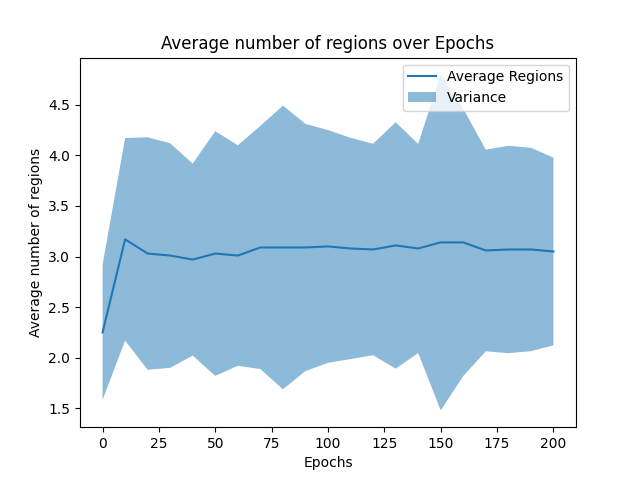 Average number of regions over Epochs
Average Regions
Variance
Average number of regions
4.5
4.0
3.5
3.0
2.5
2.0
1.5
0 25 50 75 100 125 150 175 200
Epochs